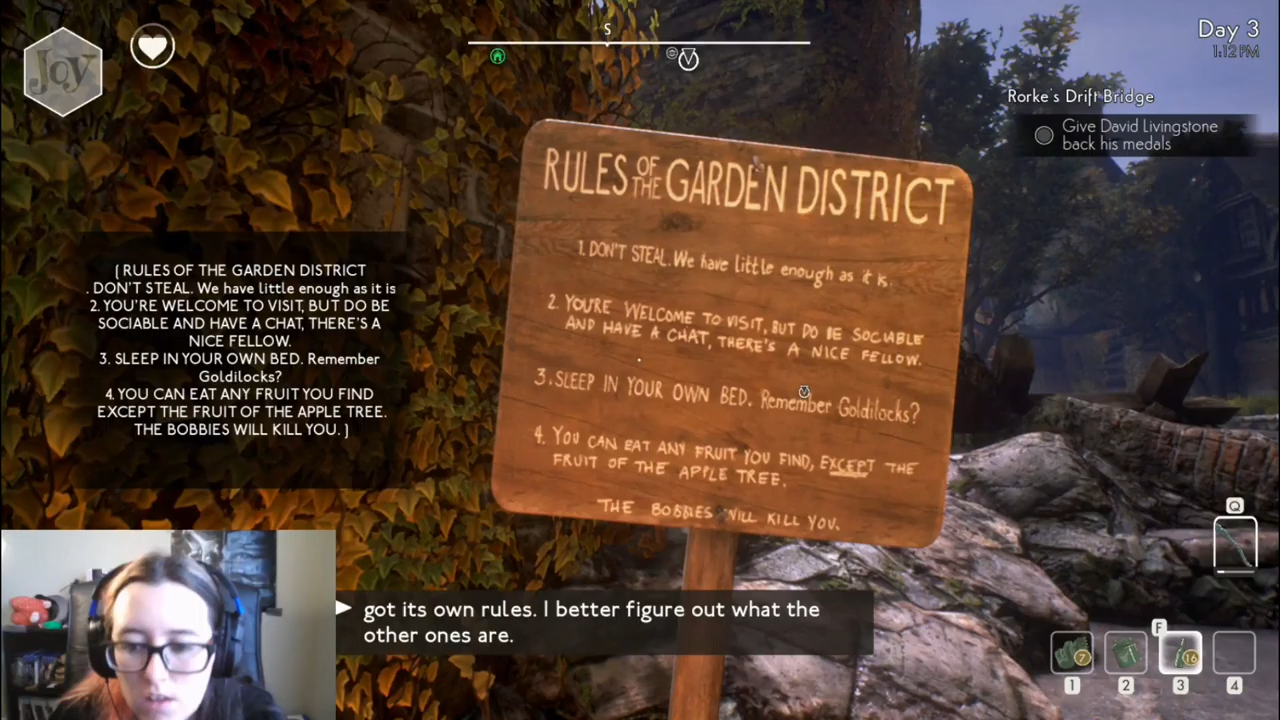 Joy
S
Day 3
1:12 PM
Rorke's Drift Bridge
Give David Livingstone
back his medals
RULES OF THE GARDEN DISTRICT
1. DON'T STEAL. We have little enough as it is.
2. YOU'RE WELCOME TO VISIT, BUT DO BE SOCIABLE
AND HAVE A CHAT, THERE'S A NICE FELLOW.
3. SLEEP IN YOUR OWN BED. Remember Goldilocks?
4. YOU CAN EAT ANY FRUIT YOU FIND, EXCEPT THE
FRUIT OF THE APPLE TREE.
THE BOBBIES WILL KILL YOU.
( RULES OF THE GARDEN DISTRICT
. DON'T STEAL. We have little enough as it is
2. YOU'RE WELCOME TO VISIT, BUT DO BE
SOCIABLE AND HAVE A CHAT, THERE'S A
NICE FELLOW.
3. SLEEP IN YOUR OWN BED. Remember
Goldilocks?
4. YOU CAN EAT ANY FRUIT YOU FIND
EXCEPT THE FRUIT OF THE APPLE TREE.
THE BOBBIES WILL KILL YOU. )
got its own rules. I better figure out what the
other ones are.
Q
F
7
16
1
2
3
4